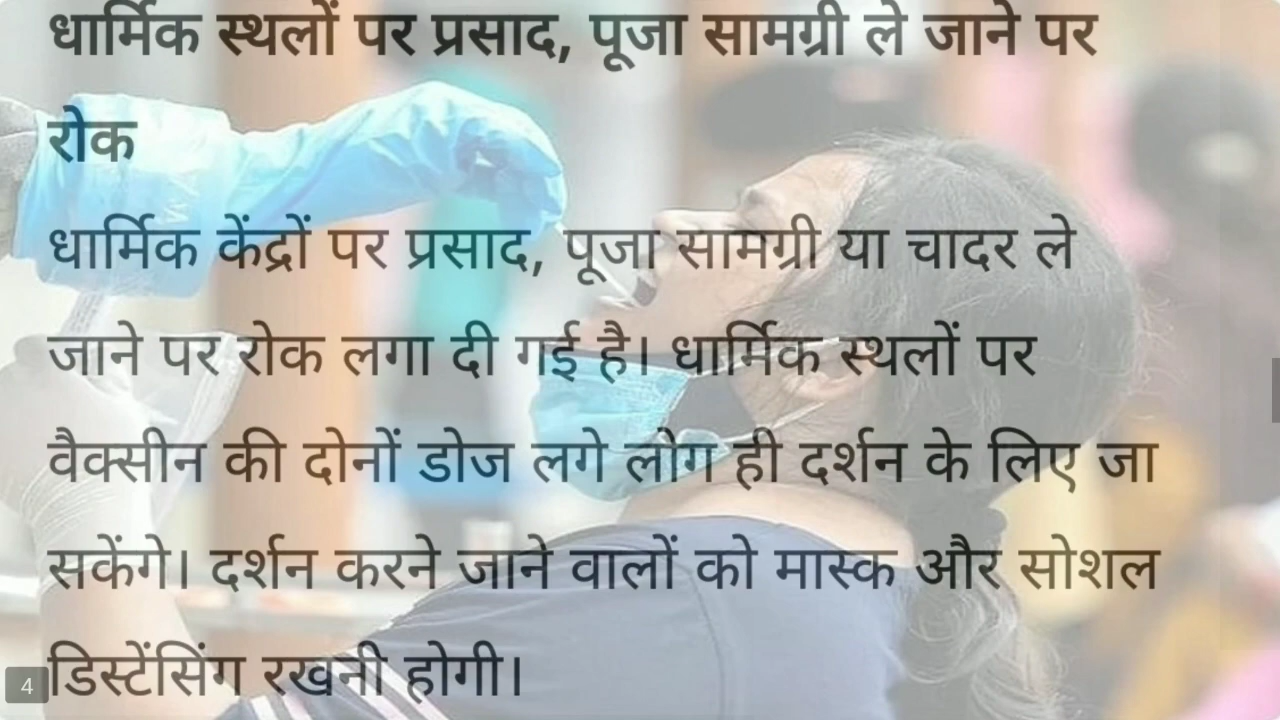 धार्मिक स्थलों पर प्रसाद, पूजा सामग्री ले जाने पर
रोक
धार्मिक केंद्रों पर प्रसाद, पूजा सामग्री या चादर ले
जाने पर रोक लगा दी गई है। धार्मिक स्थलों पर
वैक्सीन की दोनों डोज लगे लोग ही दर्शन के लिए जा
सकेंगे। दर्शन करने जाने वालों को मास्क और सोशल
डिस्टेंसिंग रखनी होगी।
4